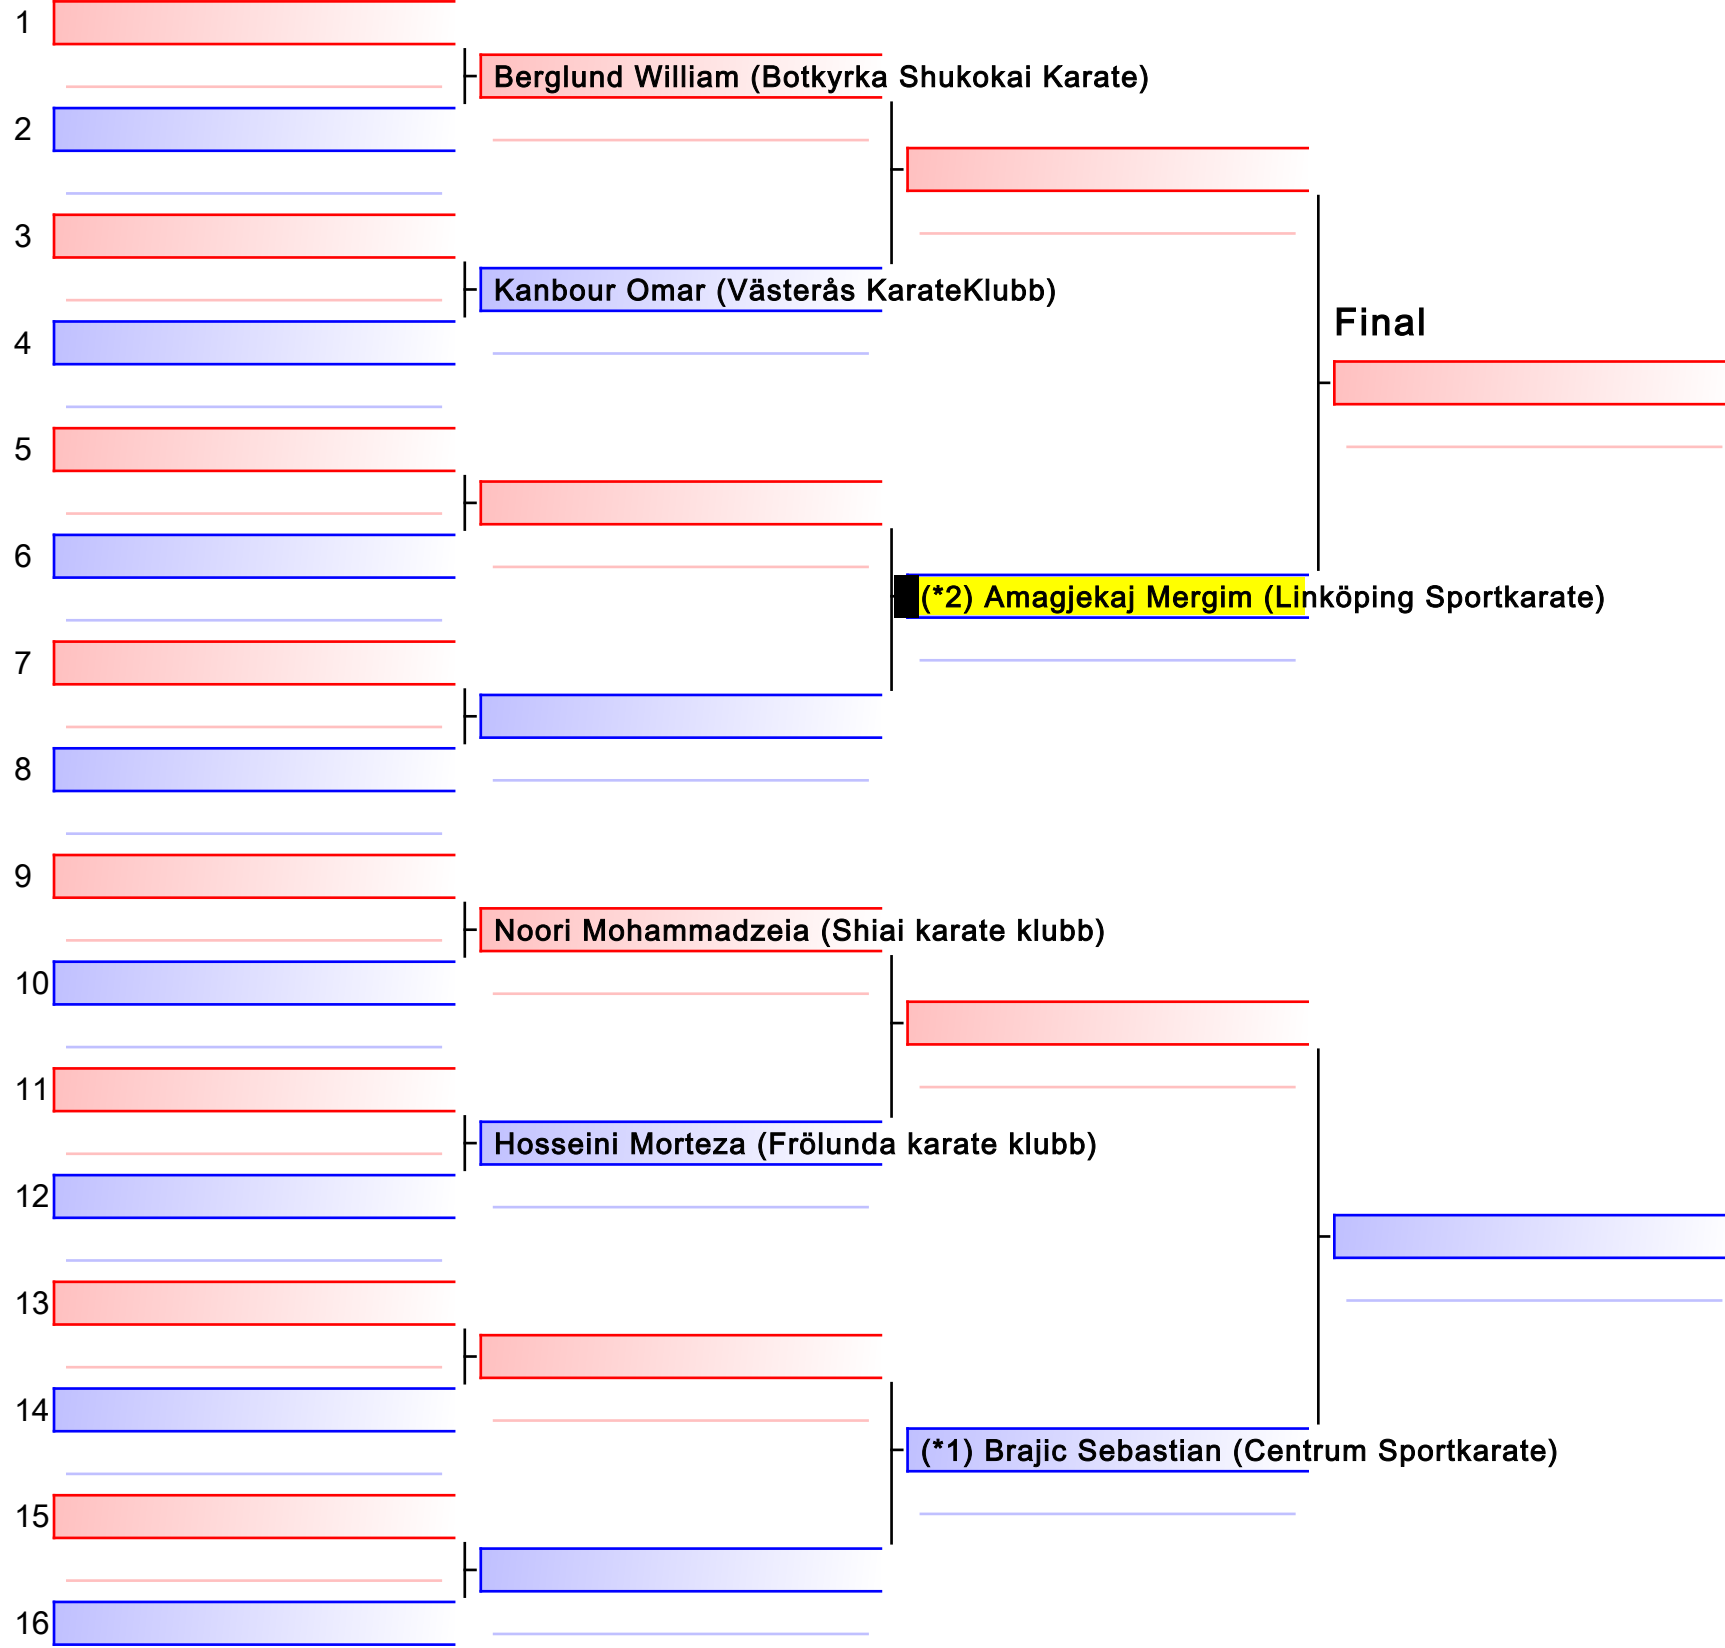 1
Berglund William (Botkyrka Shukokai Karate)
2
3
Kanbour Omar (Västerås KarateKlubb)
Final
4
5
6
(*2) Amagjekaj Mergim (Linköping Sportkarate)
7
8
9
Noori Mohammadzeia (Shiai karate klubb)
10
11
Hosseini Morteza (Frölunda karate klubb)
12
13
14
(*1) Brajic Sebastian (Centrum Sportkarate)
15
16